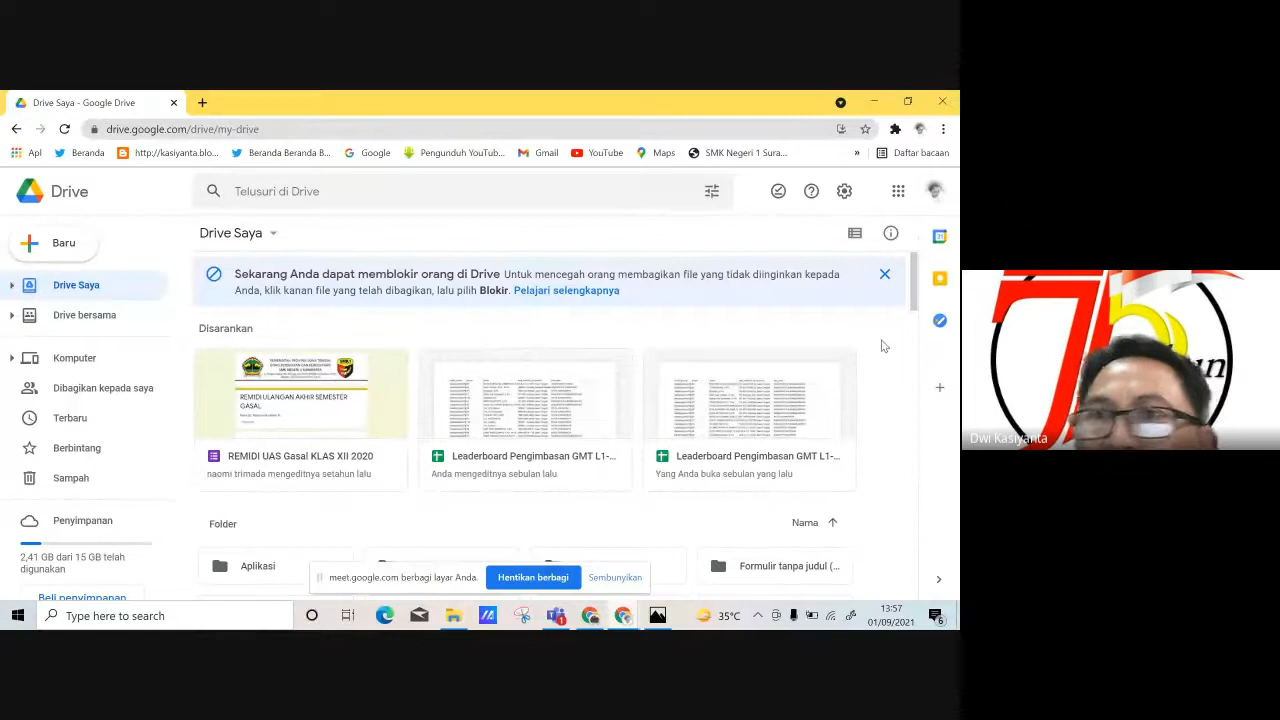 Drive Saya - Google Drive
drive.google.com/drive/my-drive
Apl Beranda http://kasiyanta.blo... Beranda Beranda B... Google Pengunduh YouTub... Gmail YouTube Maps SMK Negeri 1 Sura... » Daftar bacaan
Drive Telusuri di Drive
Baru
Drive Saya
Drive bersama
Komputer
Dibagikan kepada saya
Terbaru
Berbintang
Sampah
Penyimpanan
2,41 GB dari 15 GB telah
digunakan
Beli penyimpanan
Drive Saya
Sekarang Anda dapat memblokir orang di Drive Untuk mencegah orang membagikan file yang tidak diinginkan kepada
Anda, klik kanan file yang telah dibagikan, lalu pilih Blokir. Pelajari selengkapnya
Disarankan
REMIDI ULANGAN AKHIR SEMESTER
GASAL
REMIDI UAS Gasal KLAS XII 2020
naomi trimada mengeditnya setahun lalu
Leaderboard Pengimbasan GMT L1-...
Anda mengeditnya sebulan lalu
Leaderboard Pengimbasan GMT L1-...
Yang Anda buka sebulan yang lalu
Folder Nama
Aplikasi
Formulir tanpa judul (...
meet.google.com berbagi layar Anda. Hentikan berbagi Sembunyikan
Type here to search
35°C
13:57
01/09/2021
6
75
un
Dwi Kasiyanta